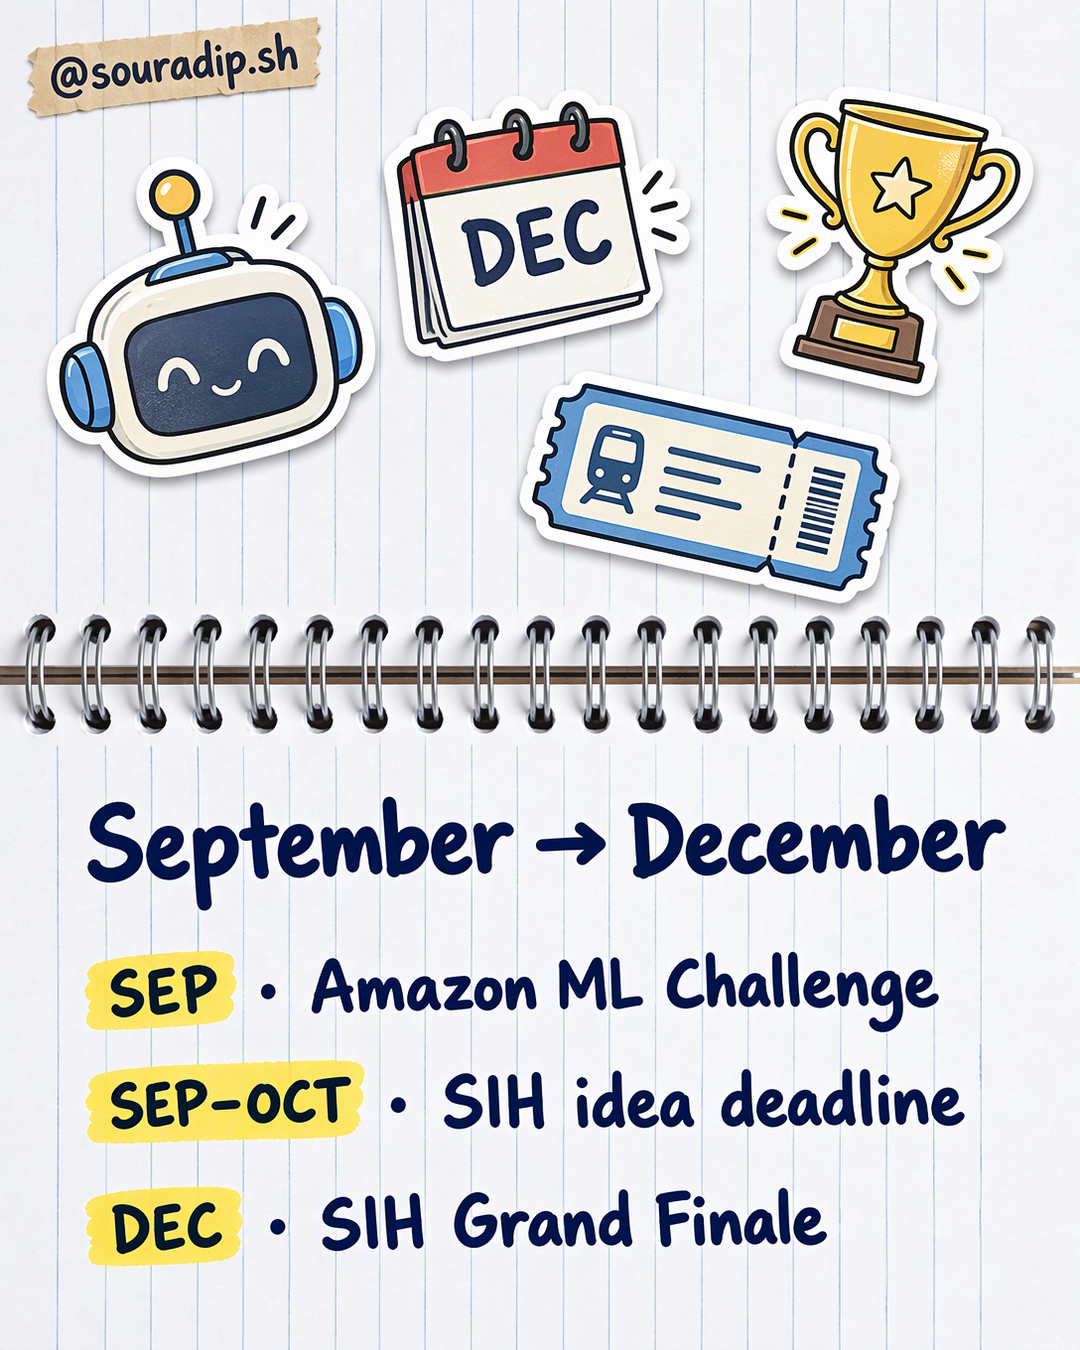 @souradip.sh
DEC
September → December
SEP • Amazon ML Challenge
SEP-OCT • SIH idea deadline
DEC • SIH Grand Finale